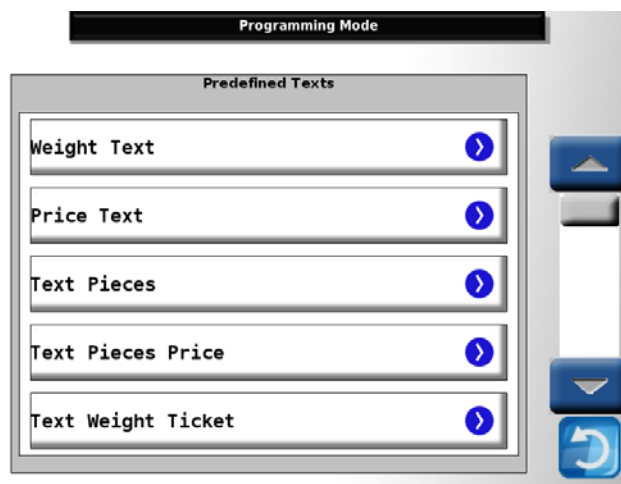 Programming Mode
Predefined Texts
Weight Text
Price Text
Text Pieces
Text Pieces Price
Text Weight Ticket